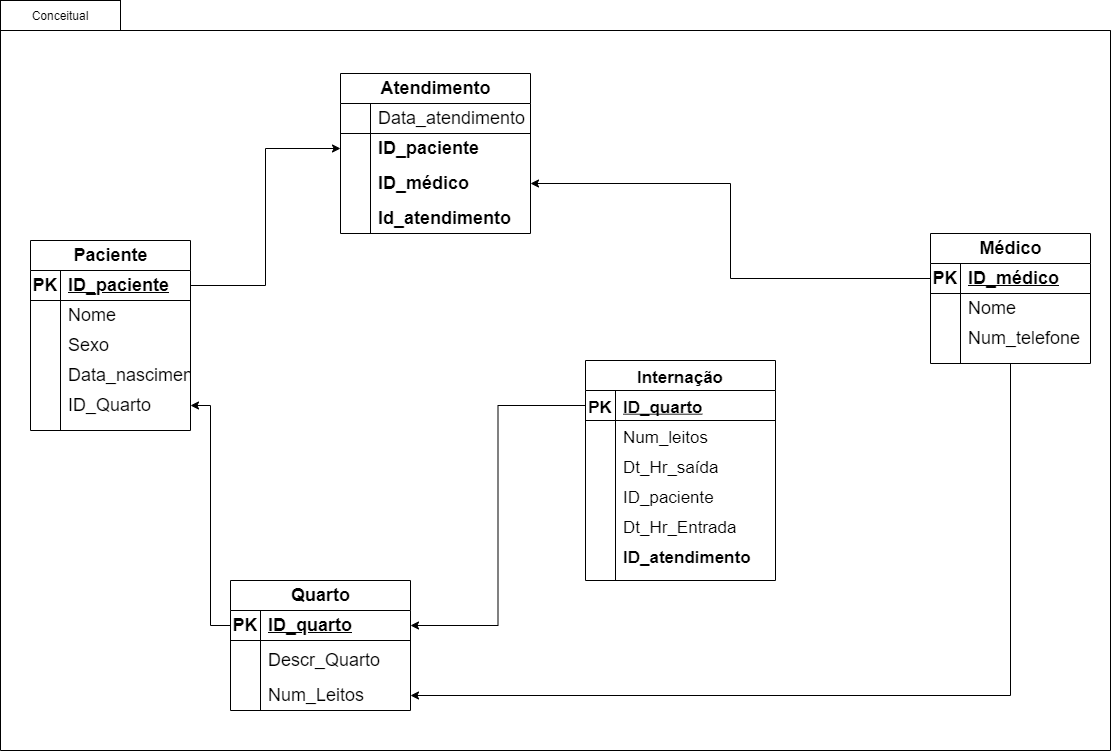 Conceitual
Atendimento
Data_atendimento
ID_paciente
ID_médico
Id_atendimento
Paciente
PK ID_paciente
Nome
Sexo
Data_nascimen
ID_Quarto
Médico
PK ID_médico
Nome
Num_telefone
Internação
PK ID_quarto
Num_leitos
Dt_Hr_saída
ID_paciente
Dt_Hr_Entrada
ID_atendimento
Quarto
PK ID_quarto
Descr_Quarto
Num_Leitos